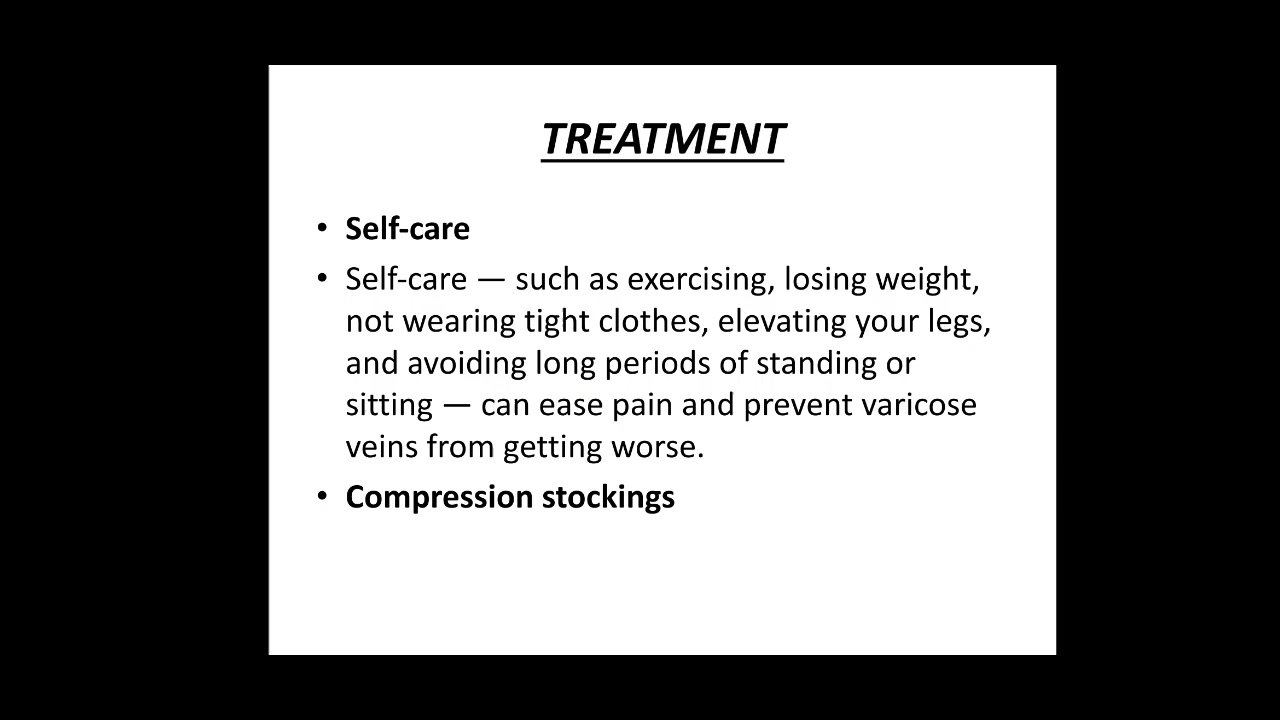 TREATMENT
• Self-care
• Self-care — such as exercising, losing weight,
not wearing tight clothes, elevating your legs,
and avoiding long periods of standing or
sitting — can ease pain and prevent varicose
veins from getting worse.
• Compression stockings